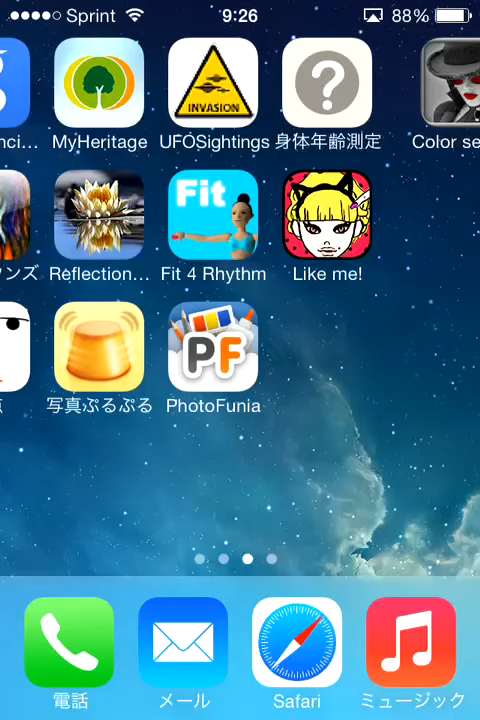 Sprint 9:26 88%
nci...
MyHeritage
INVASION
UFOSightings
?
身体年齢測定
Color se
ンズ
Reflection...
Fit
Fit 4 Rhythm
Like me!
写真ぷるぷる
PF
PhotoFunia
電話
メール
Safari
ミュージック